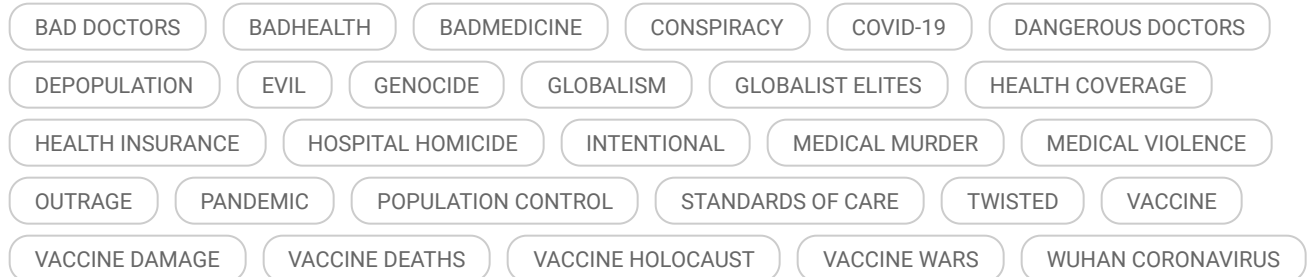 BAD DOCTORS BADHEALTH BADMEDICINE CONSPIRACY COVID-19 DANGEROUS DOCTORS
DEPOPULATION EVIL GENOCIDE GLOBALISM GLOBALIST ELITES HEALTH COVERAGE
HEALTH INSURANCE HOSPITAL HOMICIDE INTENTIONAL MEDICAL MURDER MEDICAL VIOLENCE
OUTRAGE PANDEMIC POPULATION CONTROL STANDARDS OF CARE TWISTED VACCINE
VACCINE DAMAGE VACCINE DEATHS VACCINE HOLOCAUST VACCINE WARS WUHAN CORONAVIRUS